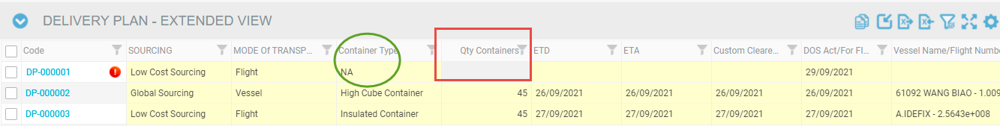 DELIVERY PLAN - EXTENDED VIEW
Code SOURCING MODE Of TRANSP... Container Type Qty Containers ETD ETA Custom Cleare... DOS Act/For Fl... Vessel Name/Flight Numbe
DP-000001 Low Cost Sourcing Flight NA 29/09/2021
DP-000002 Global Sourcing Vessel High Cube Container 45 26/09/2021 26/09/2021 26/09/2021 26/09/2021 61092 WANG BIAO - 1.009
DP-000003 Low Cost Sourcing Flight Insulated Container 45 27/09/2021 27/09/2021 27/09/2021 27/09/2021 A.IDEFIX - 2.5643e+008